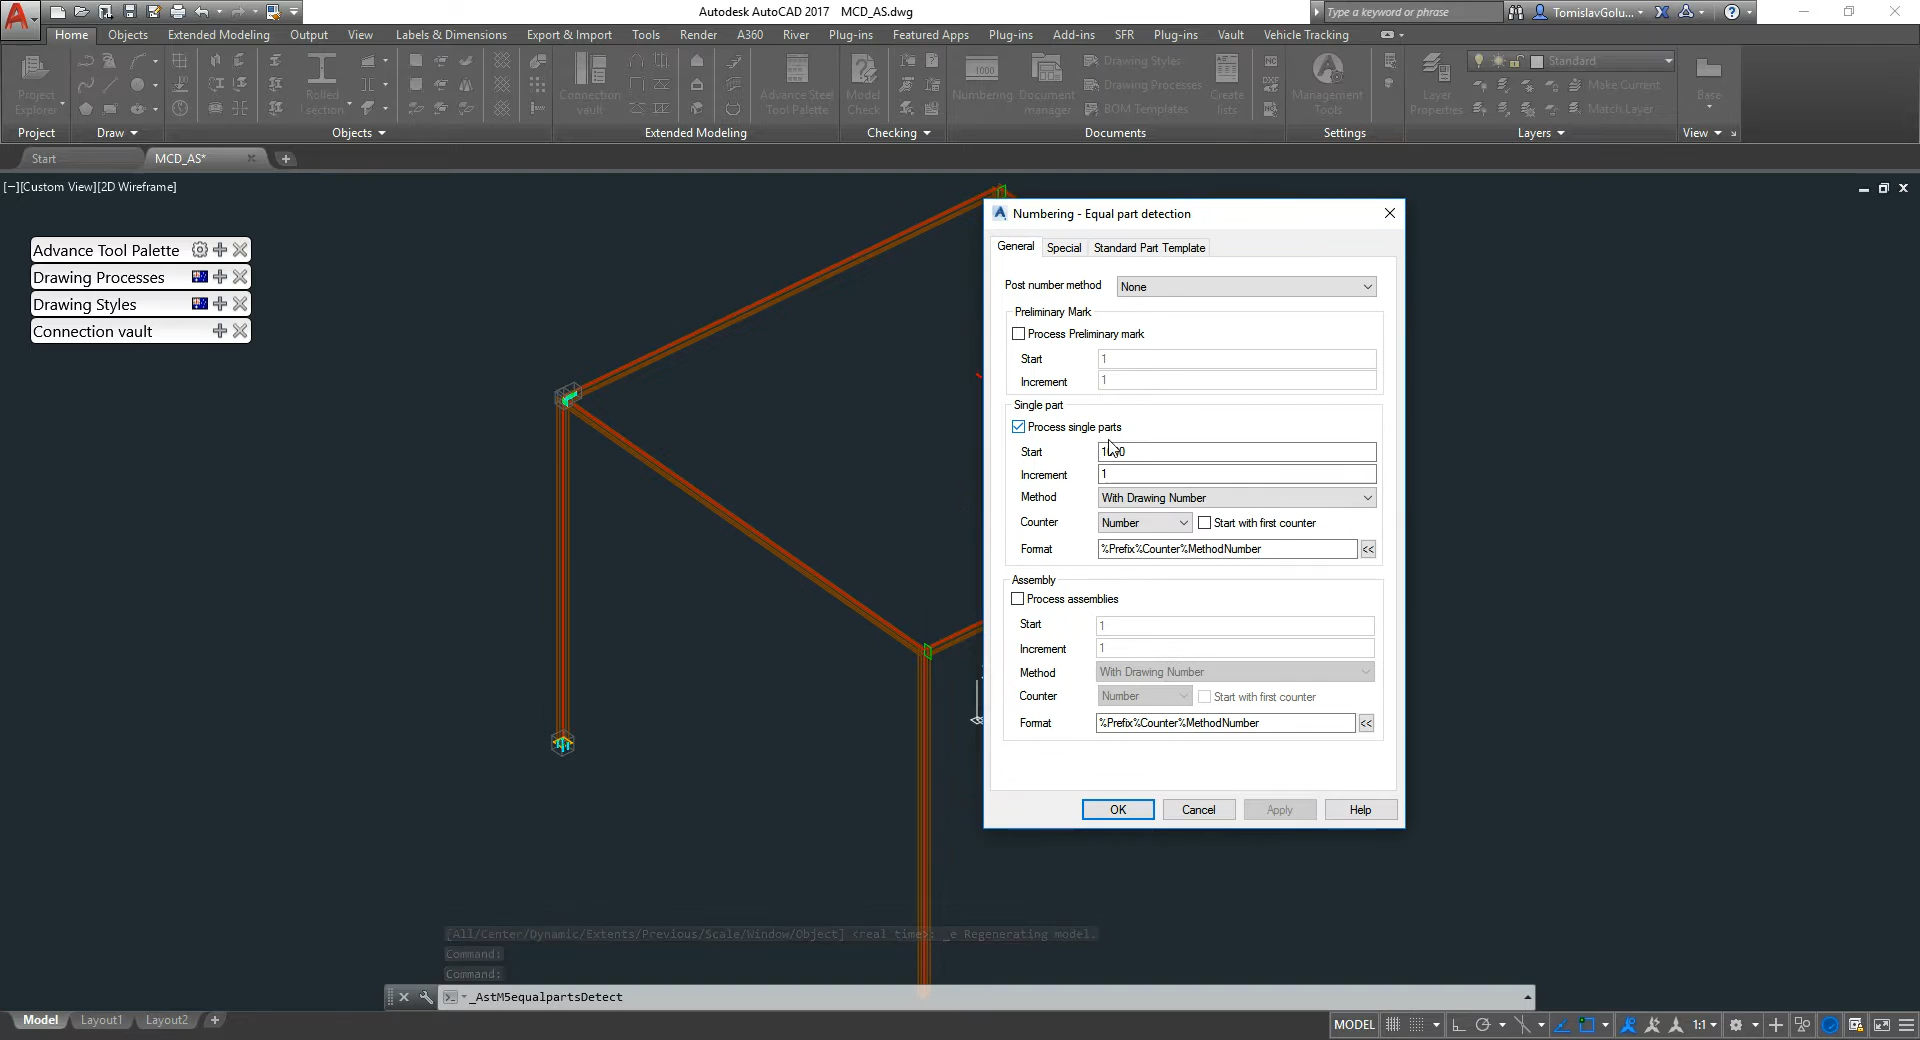 Autodesk AutoCAD 2017 MCD_AS.dwg
Type a keyword or phrase
TomislavGolu...
Home Objects Extended Modeling Output View Labels & Dimensions Export & Import Tools Render A360 River Plug-ins Featured Apps Plug-ins Add-ins SFR Plug-ins Vault Vehicle Tracking
Project Explorer
Rolled I section
Connection vault
Advance Steel Tool Palette
Model Check
Numbering
Document manager
Drawing Styles
Drawing Processes
BOM Templates
Create lists
NC
DXF
NC
Management Tools
Layer Properties
Standard
Make Current
Match Layer
Base
Project Draw Objects Extended Modeling Checking Documents Settings Layers View
Start MCD_AS*
[−][Custom View][2D Wireframe]
Advance Tool Palette
Drawing Processes
Drawing Styles
Connection vault
Numbering - Equal part detection
General Special Standard Part Template
Post number method None
Preliminary Mark
Process Preliminary mark
Start 1
Increment 1
Single part
Process single parts
Start
Increment 1
Method With Drawing Number
Counter Number Start with first counter
Format %Prefix%Counter%MethodNumber <<
Assembly
Process assemblies
Start 1
Increment 1
Method With Drawing Number
Counter Number Start with first counter
Format %Prefix%Counter%MethodNumber <<
OK Cancel Apply Help
[All/Center/Dynamic/Extents/Previous/Scale/Window/Object] <real time>: _e Regenerating model.
Command:
Command:
_AstM5equalpartsDetect
Model Layout1 Layout2
MODEL 1:1